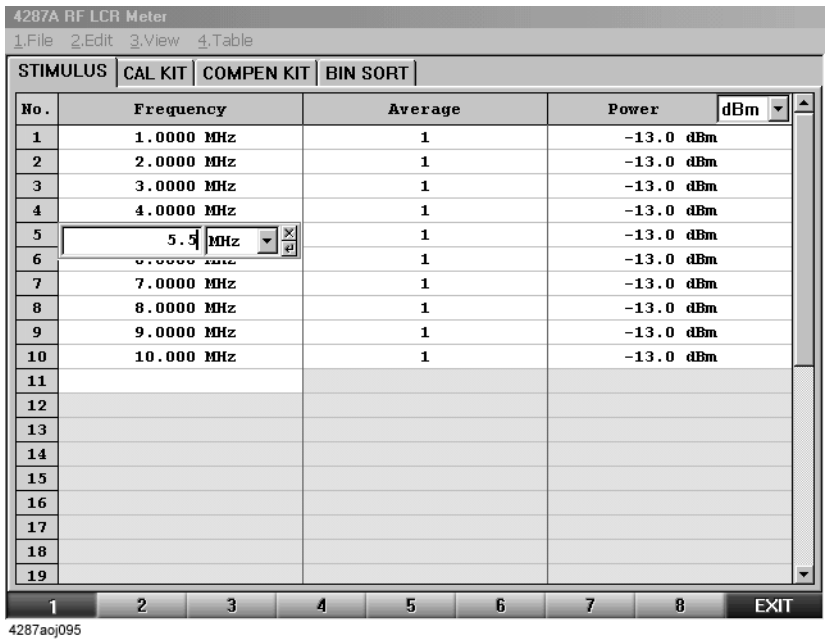 4287A RF LCR Meter
1.File 2.Edit 3.View 4.Table
STIMULUS CAL KIT COMPEN KIT BIN SORT
No. Frequency Average Power dBm
1 1.0000 MHz 1 -13.0 dBm
2 2.0000 MHz 1 -13.0 dBm
3 3.0000 MHz 1 -13.0 dBm
4 4.0000 MHz 1 -13.0 dBm
5 5.5 MHz 1 -13.0 dBm
6 1 -13.0 dBm
7 7.0000 MHz 1 -13.0 dBm
8 8.0000 MHz 1 -13.0 dBm
9 9.0000 MHz 1 -13.0 dBm
10 10.000 MHz 1 -13.0 dBm
11
12
13
14
15
16
17
18
19
1 2 3 4 5 6 7 8 EXIT
4287aoj095